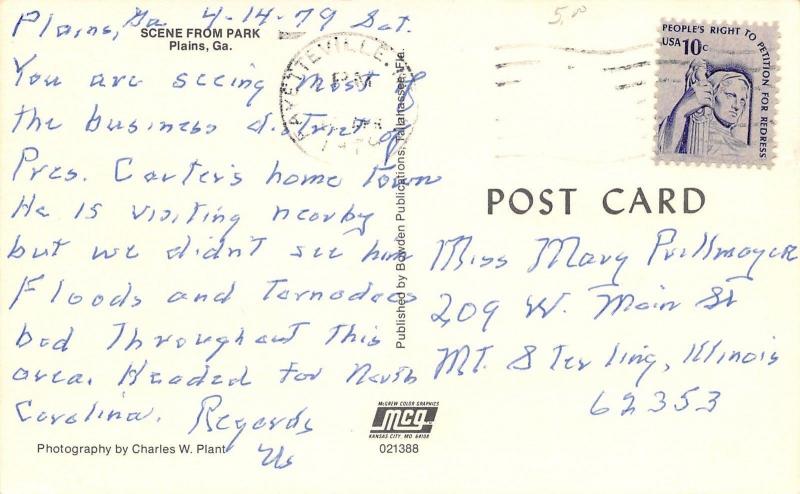 Plains, Ga 4-14-79 Sat.
SCENE FROM PARK
Plains, Ga.
You are seeing most of
the business district of
Pres. Carter's home town
He is visiting nearby
but we didn't see him
Floods and Tornadoes
bad Throughout This
area. Headed for North
Carolina. Regards
Us
Photography by Charles W. Plant
Published by Bowden Publications, Tallahassee, Fla.
McGREW COLOR GRAPHICS
mcg
KANSAS CITY, MO 64108
021388
PM
PEOPLE'S RIGHT TO PETITION FOR REDRESS
USA 10c
POST CARD
Miss Mary
209 W. Main St
MT. Sterling, Illinois
62353